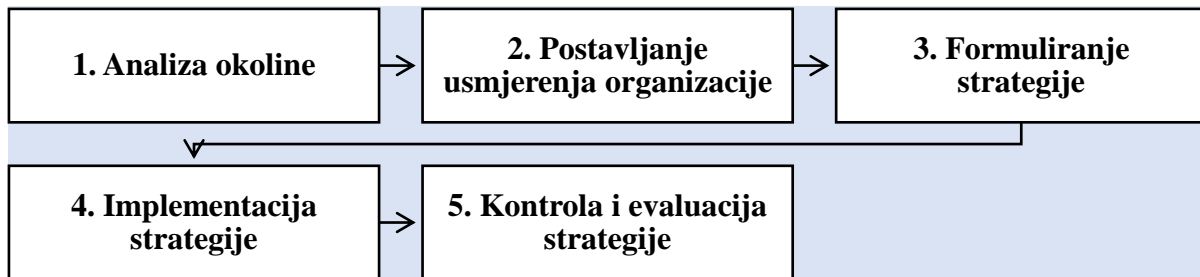 1. Analiza okoline
2. Postavljanje
usmjerenja organizacije
3. Formuliranje
strategije
4. Implementacija
strategije
5. Kontrola i evaluacija
strategije